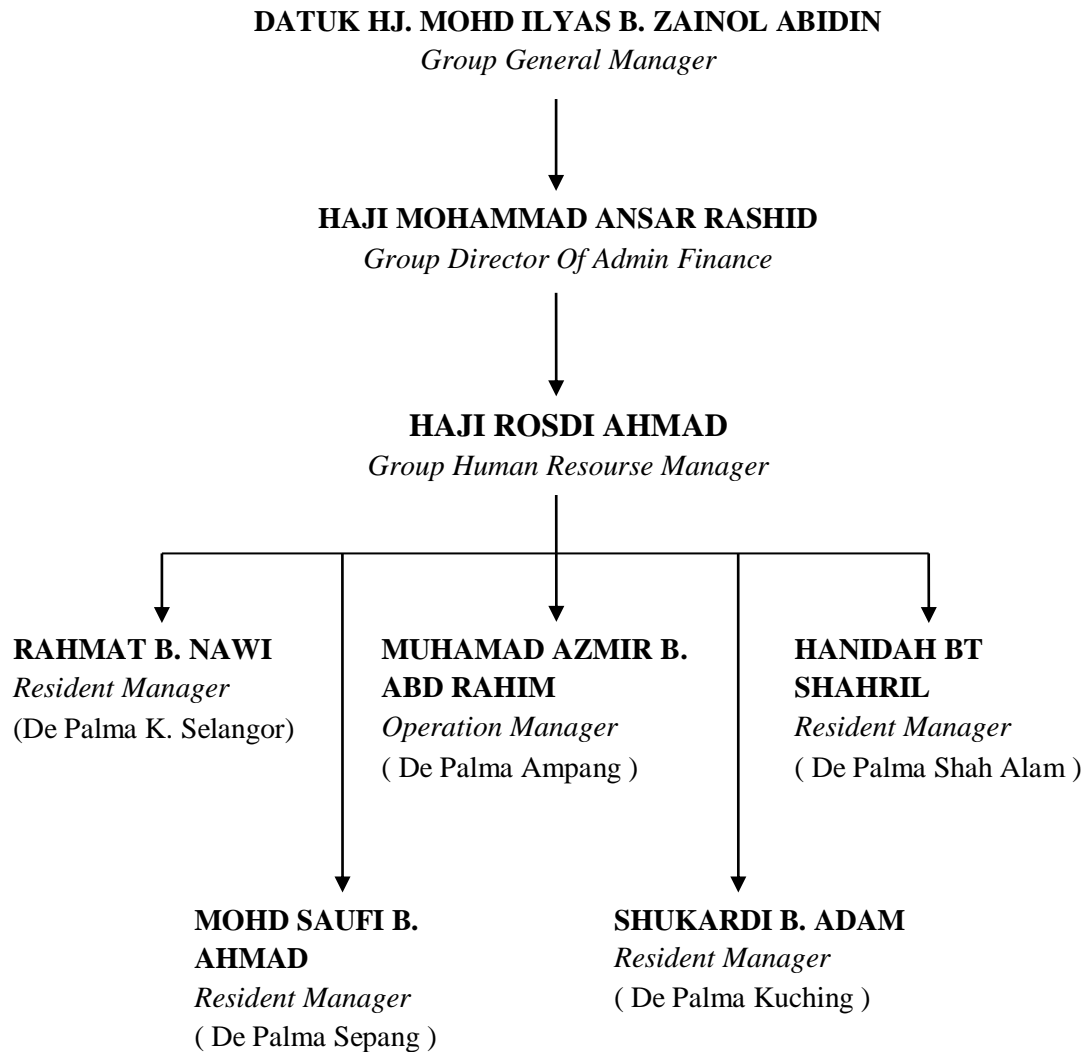 DATUK HJ. MOHD ILYAS B. ZAINOL ABIDIN
Group General Manager
HAJI MOHAMMAD ANSAR RASHID
Group Director Of Admin Finance
HAJI ROSDI AHMAD
Group Human Resourse Manager
RAHMAT B. NAWI
Resident Manager
(De Palma K. Selangor)
MUHAMAD AZMIR B.
ABD RAHIM
Operation Manager
( De Palma Ampang )
HANIDAH BT
SHAHRIL
Resident Manager
( De Palma Shah Alam )
MOHD SAUFI B.
AHMAD
Resident Manager
( De Palma Sepang )
SHUKARDI B. ADAM
Resident Manager
( De Palma Kuching )